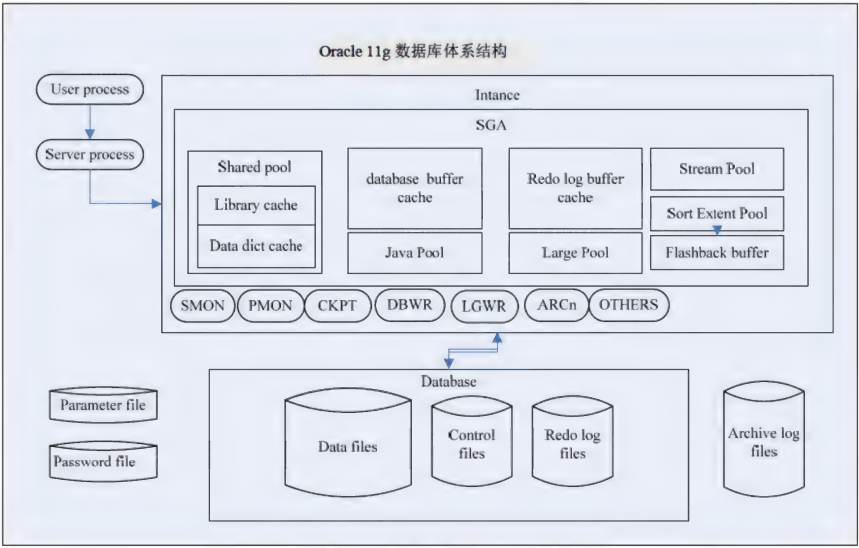 Oracle 11g 数据库体系结构
User process
Server process
Intance
SGA
Shared pool
Library cache
Data dict cache
database buffer
cache
Java Pool
Redo log buffer
cache
Large Pool
Stream Pool
Sort Extent Pool
Flashback buffer
SMON
PMON
CKPT
DBWR
LGWR
ARCn
OTHERS
Database
Parameter file
Password file
Data files
Control
files
Redo log
files
Archive log
files